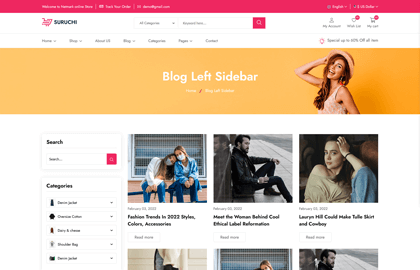 Welcome to Nemark online Store
Track Your Order
demo@gmail.com
English
$ US Dollar
SURUCHI
All Categories
Keyword here...
My Account
Wish List
My cart
Home
Shop
About US
Blog
Categories
Pages
Contact
Special up to 60% Off all item
Blog Left Sidebar
Home / Blog Left Sidebar
Search
Search...
Categories
Denim Jacket
Oversize Cotton
Dairy & chesse
Shoulder Bag
Denim Jacket
February 03, 2022
Fashion Trends In 2022 Styles,
Colors, Accessories
Read more
February 03, 2022
Meet the Woman Behind Cool
Ethical Label Reformation
Read more
February 03, 2022
Lauryn Hill Could Make Tulle Skirt
and Cowboy
Read more